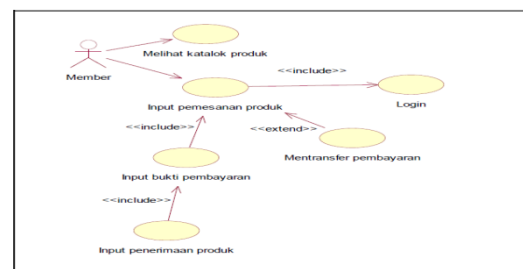 Melihat katalok produk
Member
<<include>>
Input pemesanan produk
Login
<<include>>
<<extend>>
Mentransfer pembayaran
Input bukti pembayaran
<<include>>
Input penerimaan produk